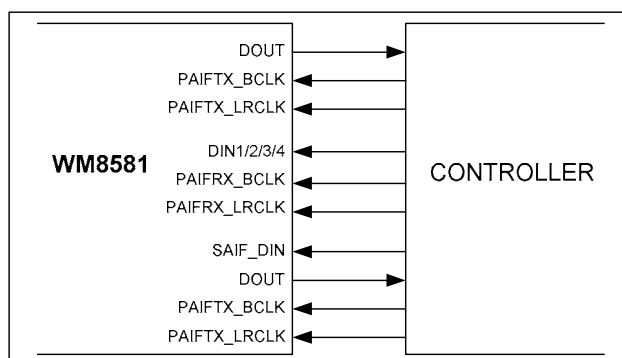 DOUT
PAIFTX_BCLK
PAIFTX_LRCLK
DIN1/2/3/4
WM8581
PAIFRX_BCLK
CONTROLLER
PAIFRX_LRCLK
SAIF_DIN
DOUT
PAIFTX_BCLK
PAIFTX_LRCLK